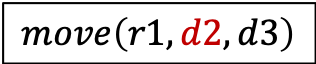 move(r1, d2, d3)